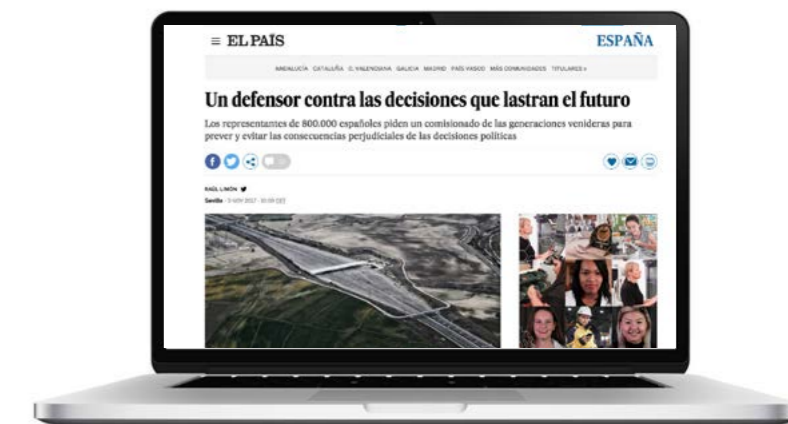 ≡ EL PAÍS
ESPAÑA
ANDALUCÍA CATALUÑA C. VALENCIANA GALICIA MADRID PAÍS VASCO MÁS COMUNIDADES TITULARES »
Un defensor contra las decisiones que lastran el futuro
Los representantes de 800.000 españoles piden un comisionado de las generaciones venideras para
prever y evitar las consecuencias perjudiciales de las decisiones políticas
RAÚL LIMÓN